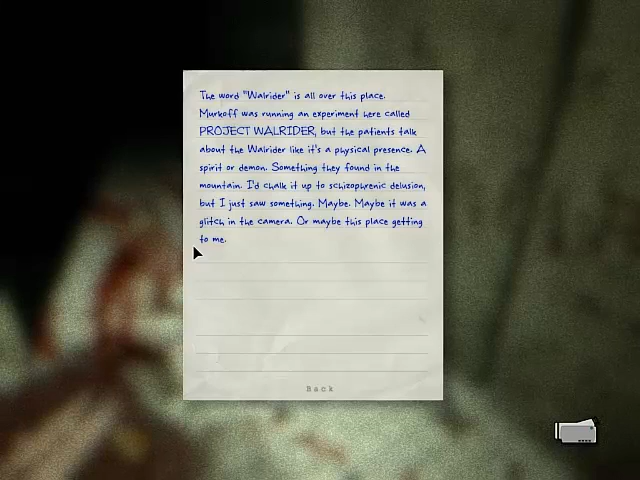 The word "Walrider" is all over this place.
Murkoff was running an experiment here called
PROJECT WALRIDER, but the patients talk
about the Walrider like it's a physical presence. A
spirit or demon. Something they found in the
mountain. I'd chalk it up to schizophrenic delusion,
but I just saw something. Maybe. Maybe it was a
glitch in the camera. Or maybe this place getting
to me.
Back